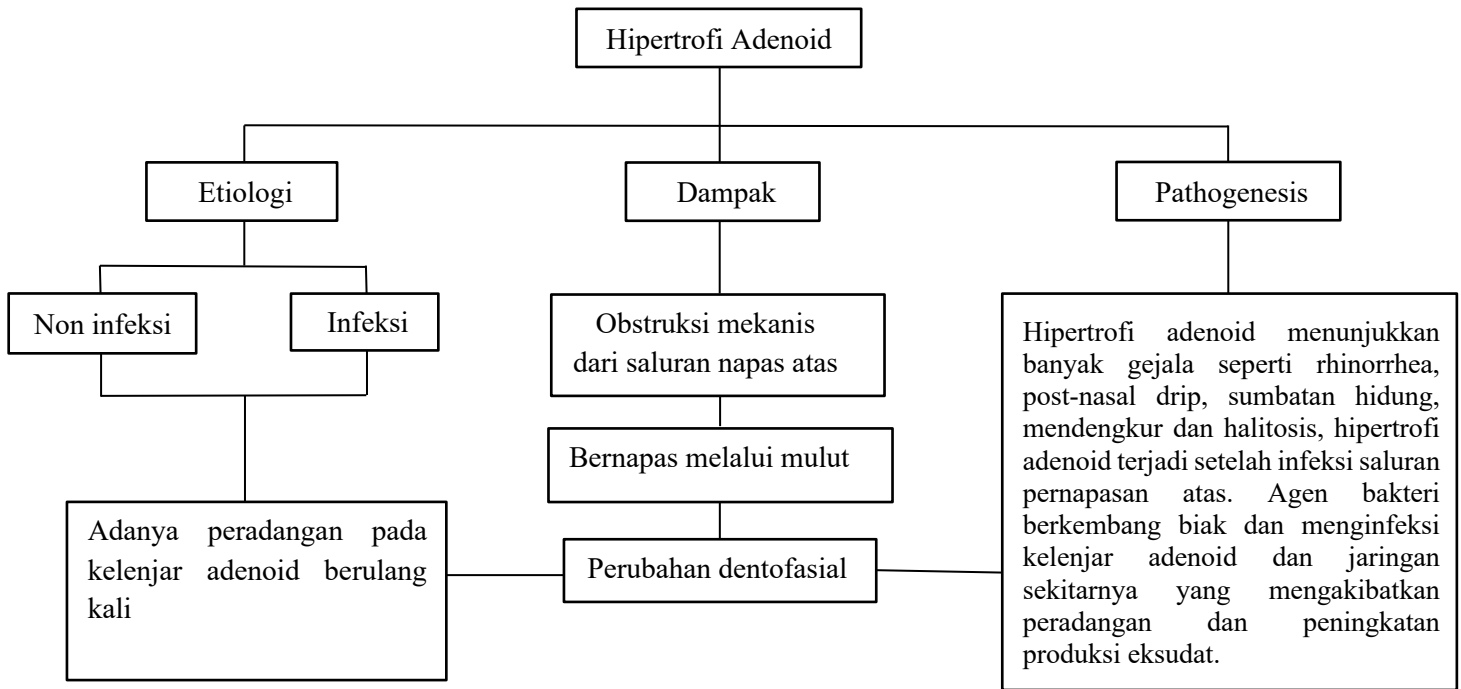 Hipertrofi Adenoid
Etiologi
Dampak
Pathogenesis
Non infeksi
Infeksi
Adanya peradangan pada
kelenjar adenoid berulang
kali
Obstruksi mekanis
dari saluran napas atas
Bernapas melalui mulut
Perubahan dentofasial
Hipertrofi adenoid menunjukkan
banyak gejala seperti rhinorrhea,
post-nasal drip, sumbatan hidung,
mendengkur dan halitosis, hipertrofi
adenoid terjadi setelah infeksi saluran
pernapasan atas. Agen bakteri
berkembang biak dan menginfeksi
kelenjar adenoid dan jaringan
sekitarnya yang mengakibatkan
peradangan dan peningkatan
produksi eksudat.